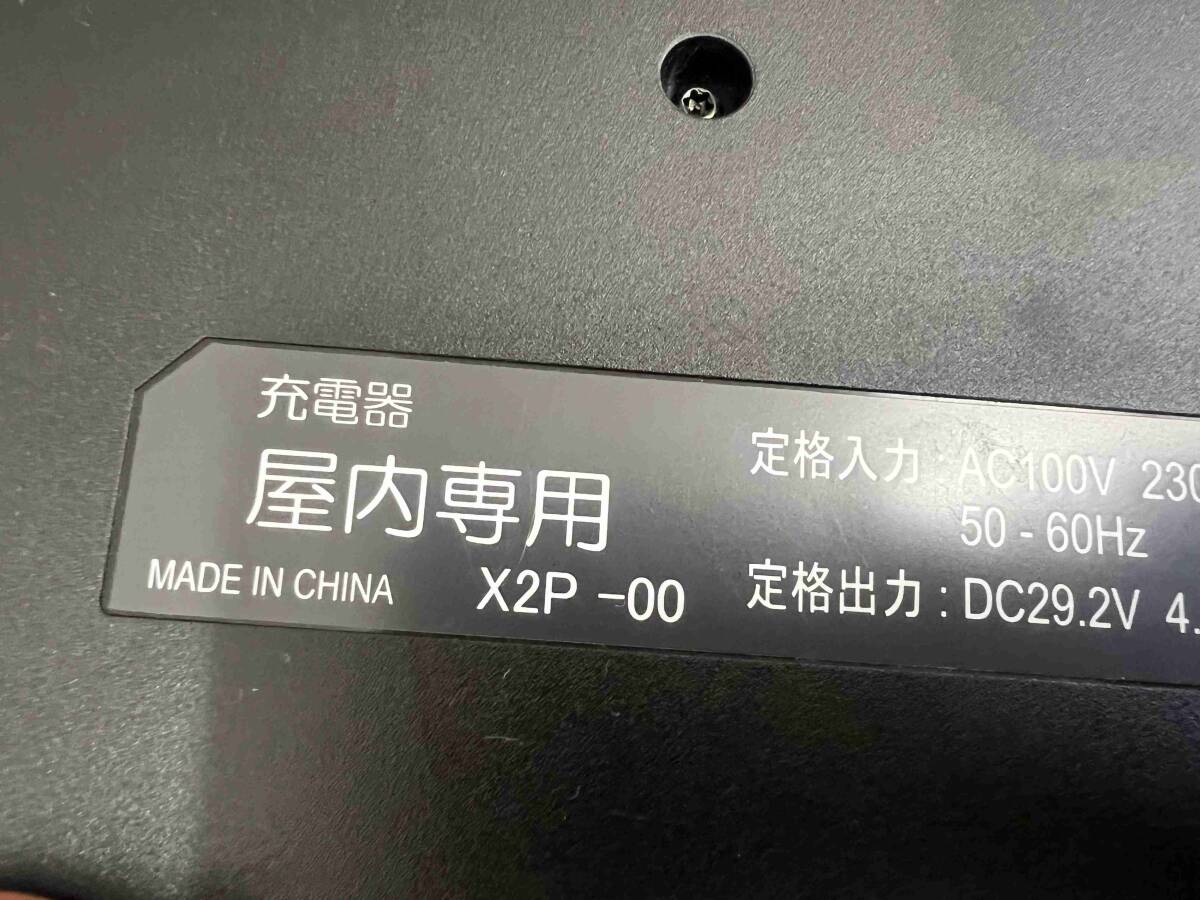 充電器
屋内専用
MADE IN CHINA X2P -00
定格入力 : AC100V 230
50 - 60Hz
定格出力 : DC29.2V 4.